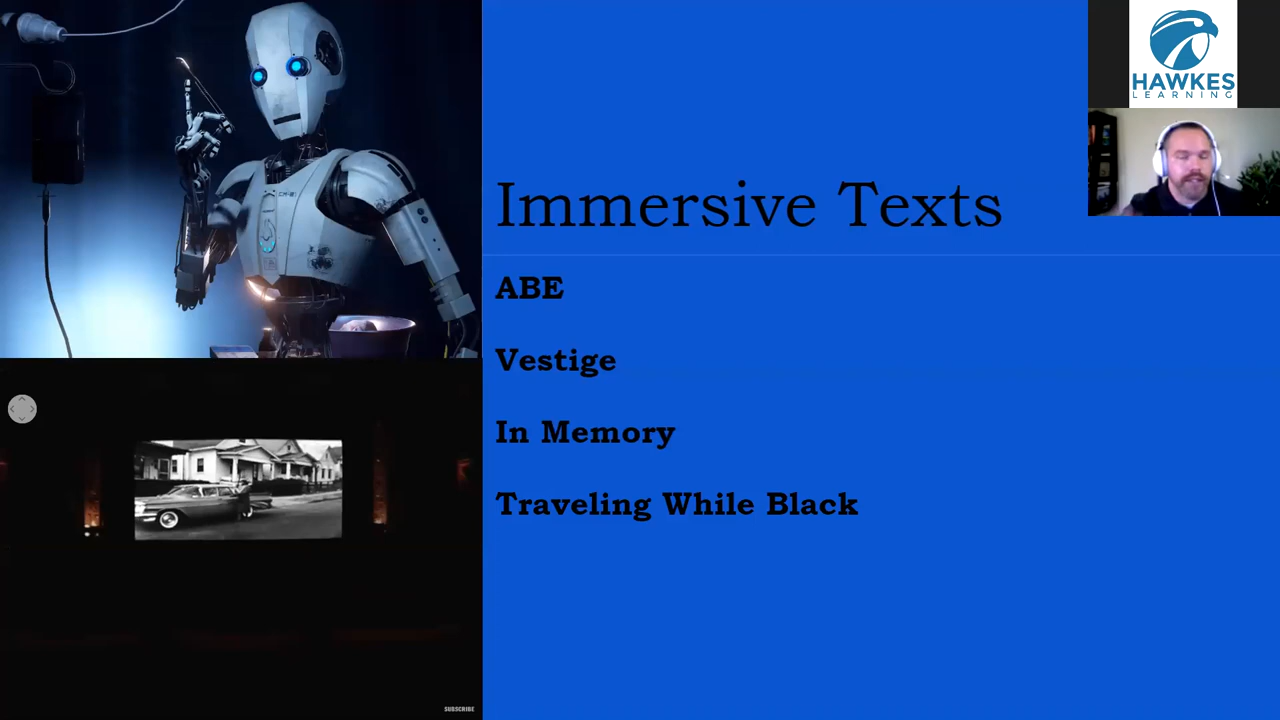 HAWKES
LEARNING
Immersive Texts
ABE
Vestige
In Memory
Traveling While Black
SUBSCRIBE